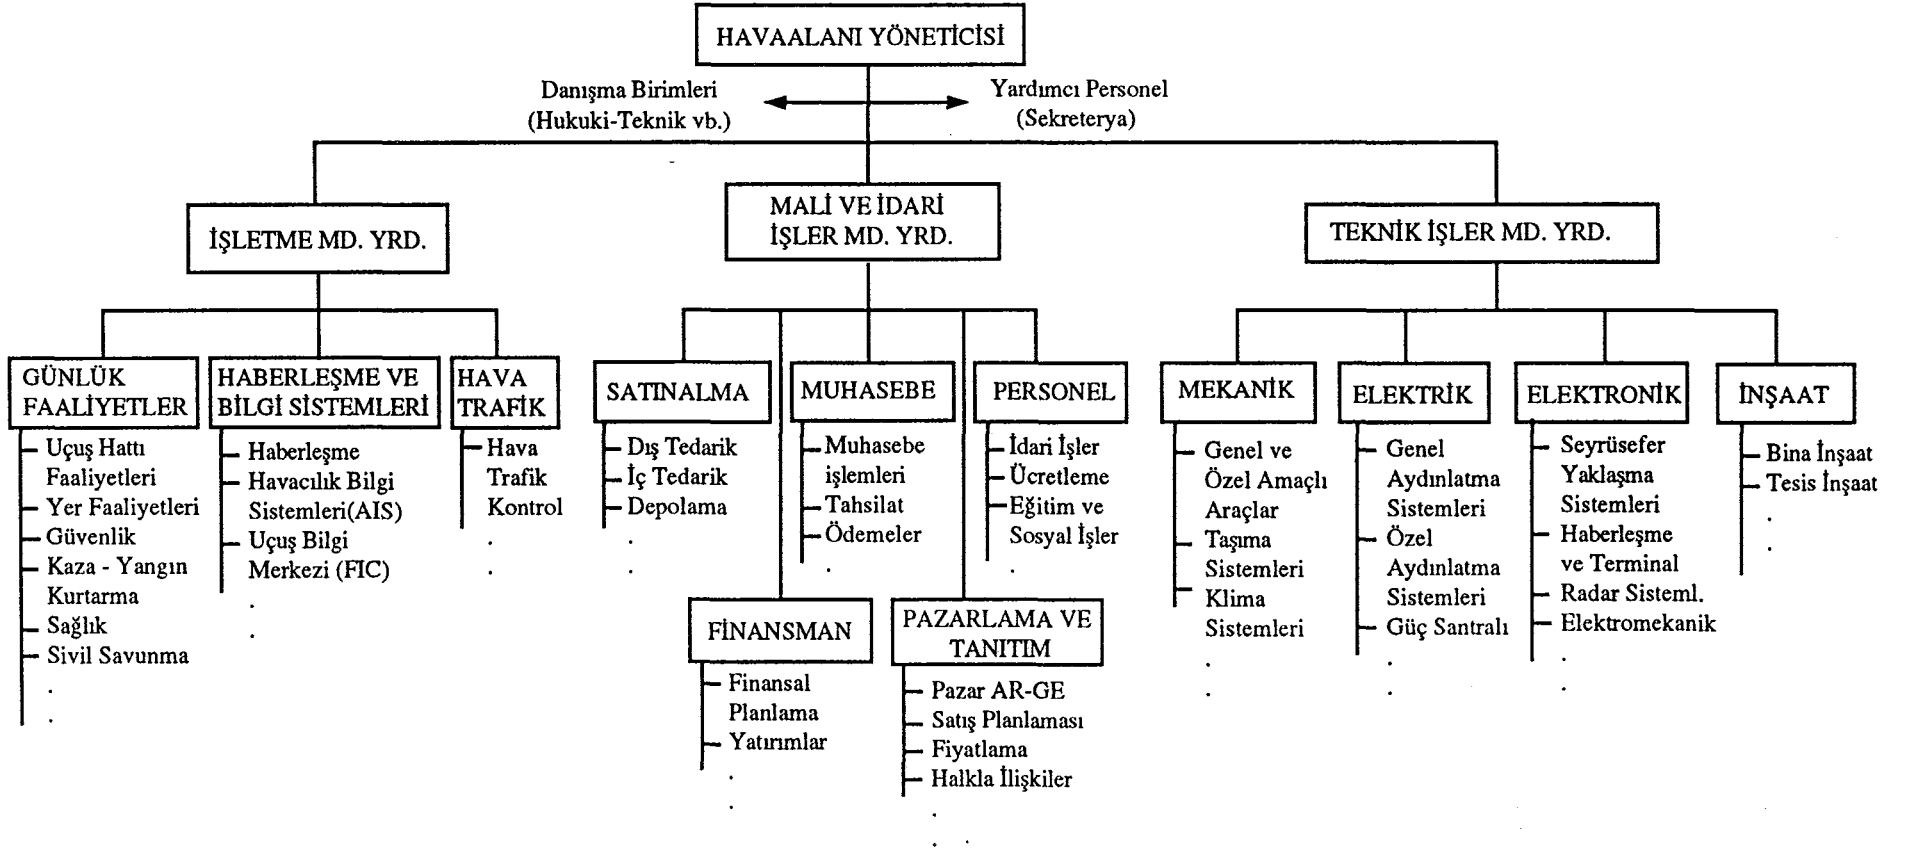 HAVAALANI YÖNETİCİSİ
Danışma Birimleri
(Hukuki-Teknik vb.)
Yardımcı Personel
(Sekreterya)
İŞLETME MD. YRD.
MALİ VE İDARİ
İŞLER MD. YRD.
TEKNİK İŞLER MD. YRD.
GÜNLÜK
FAALİYETLER
Uçuş Hattı
Faaliyetleri
Yer Faaliyetleri
Güvenlik
Kaza - Yangın
Kurtarma
Sağlık
Sivil Savunma
.
.
HABERLEŞME VE
BİLGİ SİSTEMLERİ
Haberleşme
Havacılık Bilgi
Sistemleri(AIS)
Uçuş Bilgi
Merkezi (FIC)
.
.
HAVA
TRAFİK
Hava
Trafik
Kontrol
.
.
SATINALMA
Dış Tedarik
İç Tedarik
Depolama
.
.
FİNANSMAN
Finansal
Planlama
Yatırımlar
.
.
MUHASEBE
Muhasebe
işlemleri
Tahsilat
Ödemeler
.
PAZARLAMA VE
TANITIM
Pazar AR-GE
Satış Planlaması
Fiyatlama
Halkla İlişkiler
.
. .
PERSONEL
İdari İşler
Ücretleme
Eğitim ve
Sosyal İşler
.
MEKANİK
Genel ve
Özel Amaçlı
Araçlar
Taşıma
Sistemleri
Klima
Sistemleri
.
.
ELEKTRİK
Genel
Aydınlatma
Sistemleri
Özel
Aydınlatma
Sistemleri
Güç Santralı
.
.
ELEKTRONİK
Seyrüsefer
Yaklaşma
Sistemleri
Haberleşme
ve Terminal
Radar Sisteml.
Elektromekanik
.
.
İNŞAAT
Bina İnşaat
Tesis İnşaat
.
.